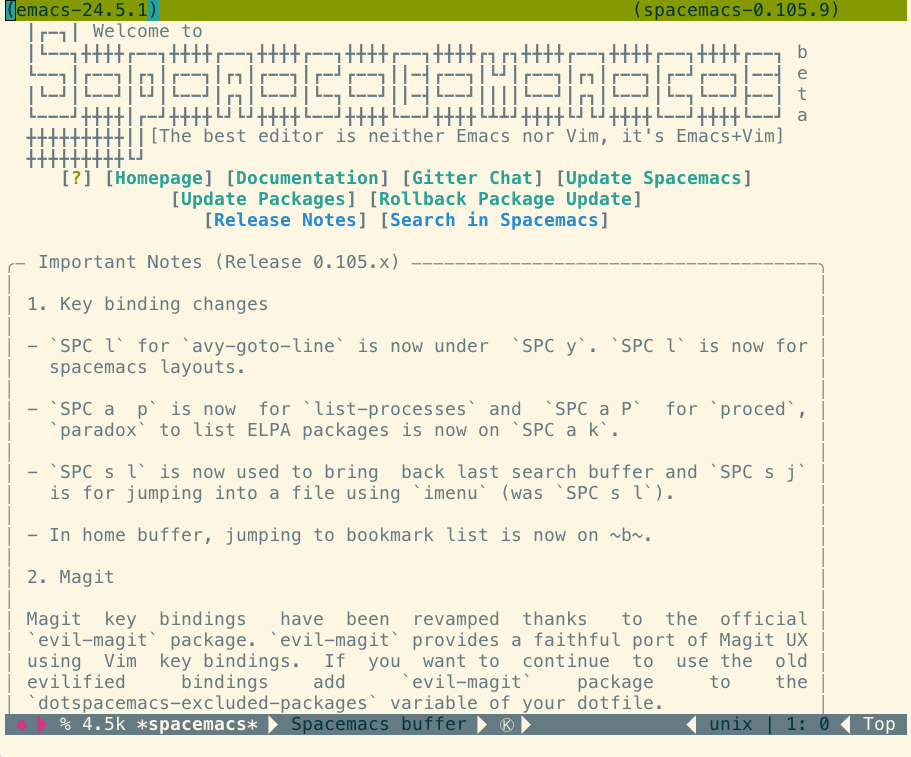 (emacs-24.5.1) (spacemacs-0.105.9)
Welcome to
b
e
t
a
[The best editor is neither Emacs nor Vim, it's Emacs+Vim]
[?] [Homepage] [Documentation] [Gitter Chat] [Update Spacemacs]
[Update Packages] [Rollback Package Update]
[Release Notes] [Search in Spacemacs]
Important Notes (Release 0.105.x)
1. Key binding changes
- `SPC l` for `avy-goto-line` is now under `SPC y`. `SPC l` is now for
spacemacs layouts.
- `SPC a p` is now for `list-processes` and `SPC a P` for `proced`,
`paradox` to list ELPA packages is now on `SPC a k`.
- `SPC s l` is now used to bring back last search buffer and `SPC s j`
is for jumping into a file using `imenu` (was `SPC s l`).
- In home buffer, jumping to bookmark list is now on ~b~.
2. Magit
Magit key bindings have been revamped thanks to the official
`evil-magit` package. `evil-magit` provides a faithful port of Magit UX
using Vim key bindings. If you want to continue to use the old
evilified bindings add `evil-magit` package to the
`dotspacemacs-excluded-packages` variable of your dotfile.
% 4.5k *spacemacs* Spacemacs buffer Ⓚ unix | 1: 0 Top